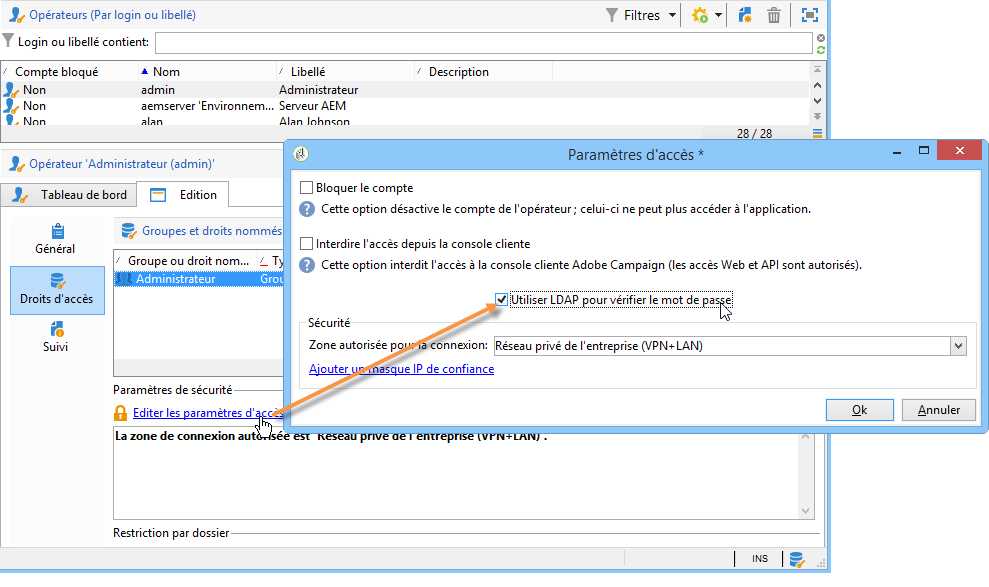 Opérateurs (Par login ou libellé)
Filtres
Login ou libellé contient:
Compte bloqué Nom Libellé Description
Non admin Administrateur
Non aemserver 'Environnem... Serveur AEM
Non alan Alan Johnson
28 / 28
Opérateur 'Administrateur (admin)'
Tableau de bord Edition
Général
Droits d'accès
Suivi
Groupes et droits nommés
Groupe ou droit nom... Ty
Administrateur Grou
Paramètres de sécurité
Editer les paramètres d'accès
La zone de connexion autorisée est 'Réseau privé de l'entreprise (VPN+LAN)'.
Restriction par dossier
INS
Paramètres d'accès *
Bloquer le compte
Cette option désactive le compte de l'opérateur ; celui-ci ne peut plus accéder à l'application.
Interdire l'accès depuis la console cliente
Cette option interdit l'accès à la console cliente Adobe Campaign (les accès Web et API sont autorisés).
Utiliser LDAP pour vérifier le mot de passe
Sécurité
Zone autorisée pour la connexion: Réseau privé de l'entreprise (VPN+LAN)
Ajouter un masque IP de confiance
Ok Annuler